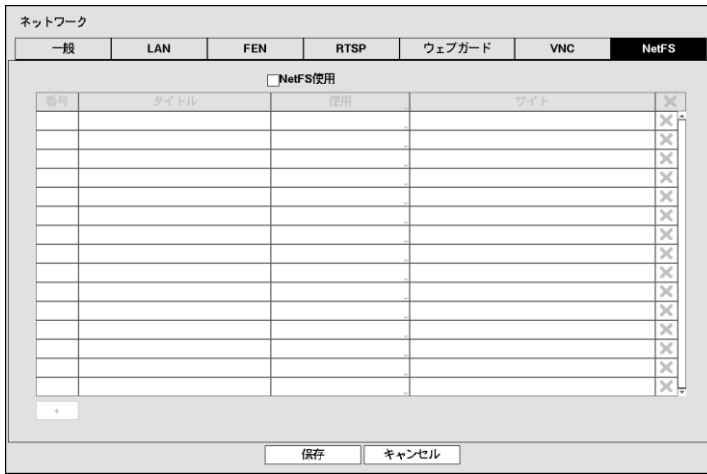 ネットワーク
一般 LAN FEN RTSP ウェブガード VNC NetFS
NetFS使用
番号 タイトル 使用 サイト
+
保存 キャンセル